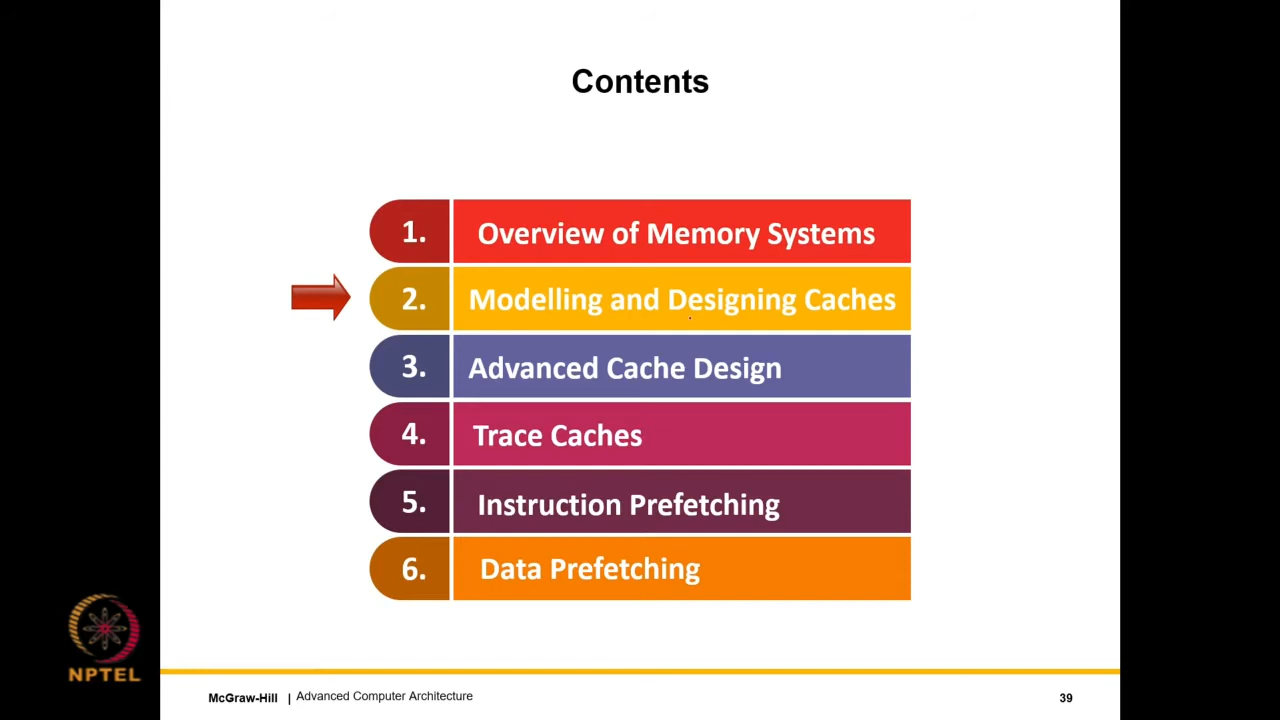 Contents
1. Overview of Memory Systems
2. Modelling and Designing Caches
3. Advanced Cache Design
4. Trace Caches
5. Instruction Prefetching
6. Data Prefetching
NPTEL
McGraw-Hill | Advanced Computer Architecture 39